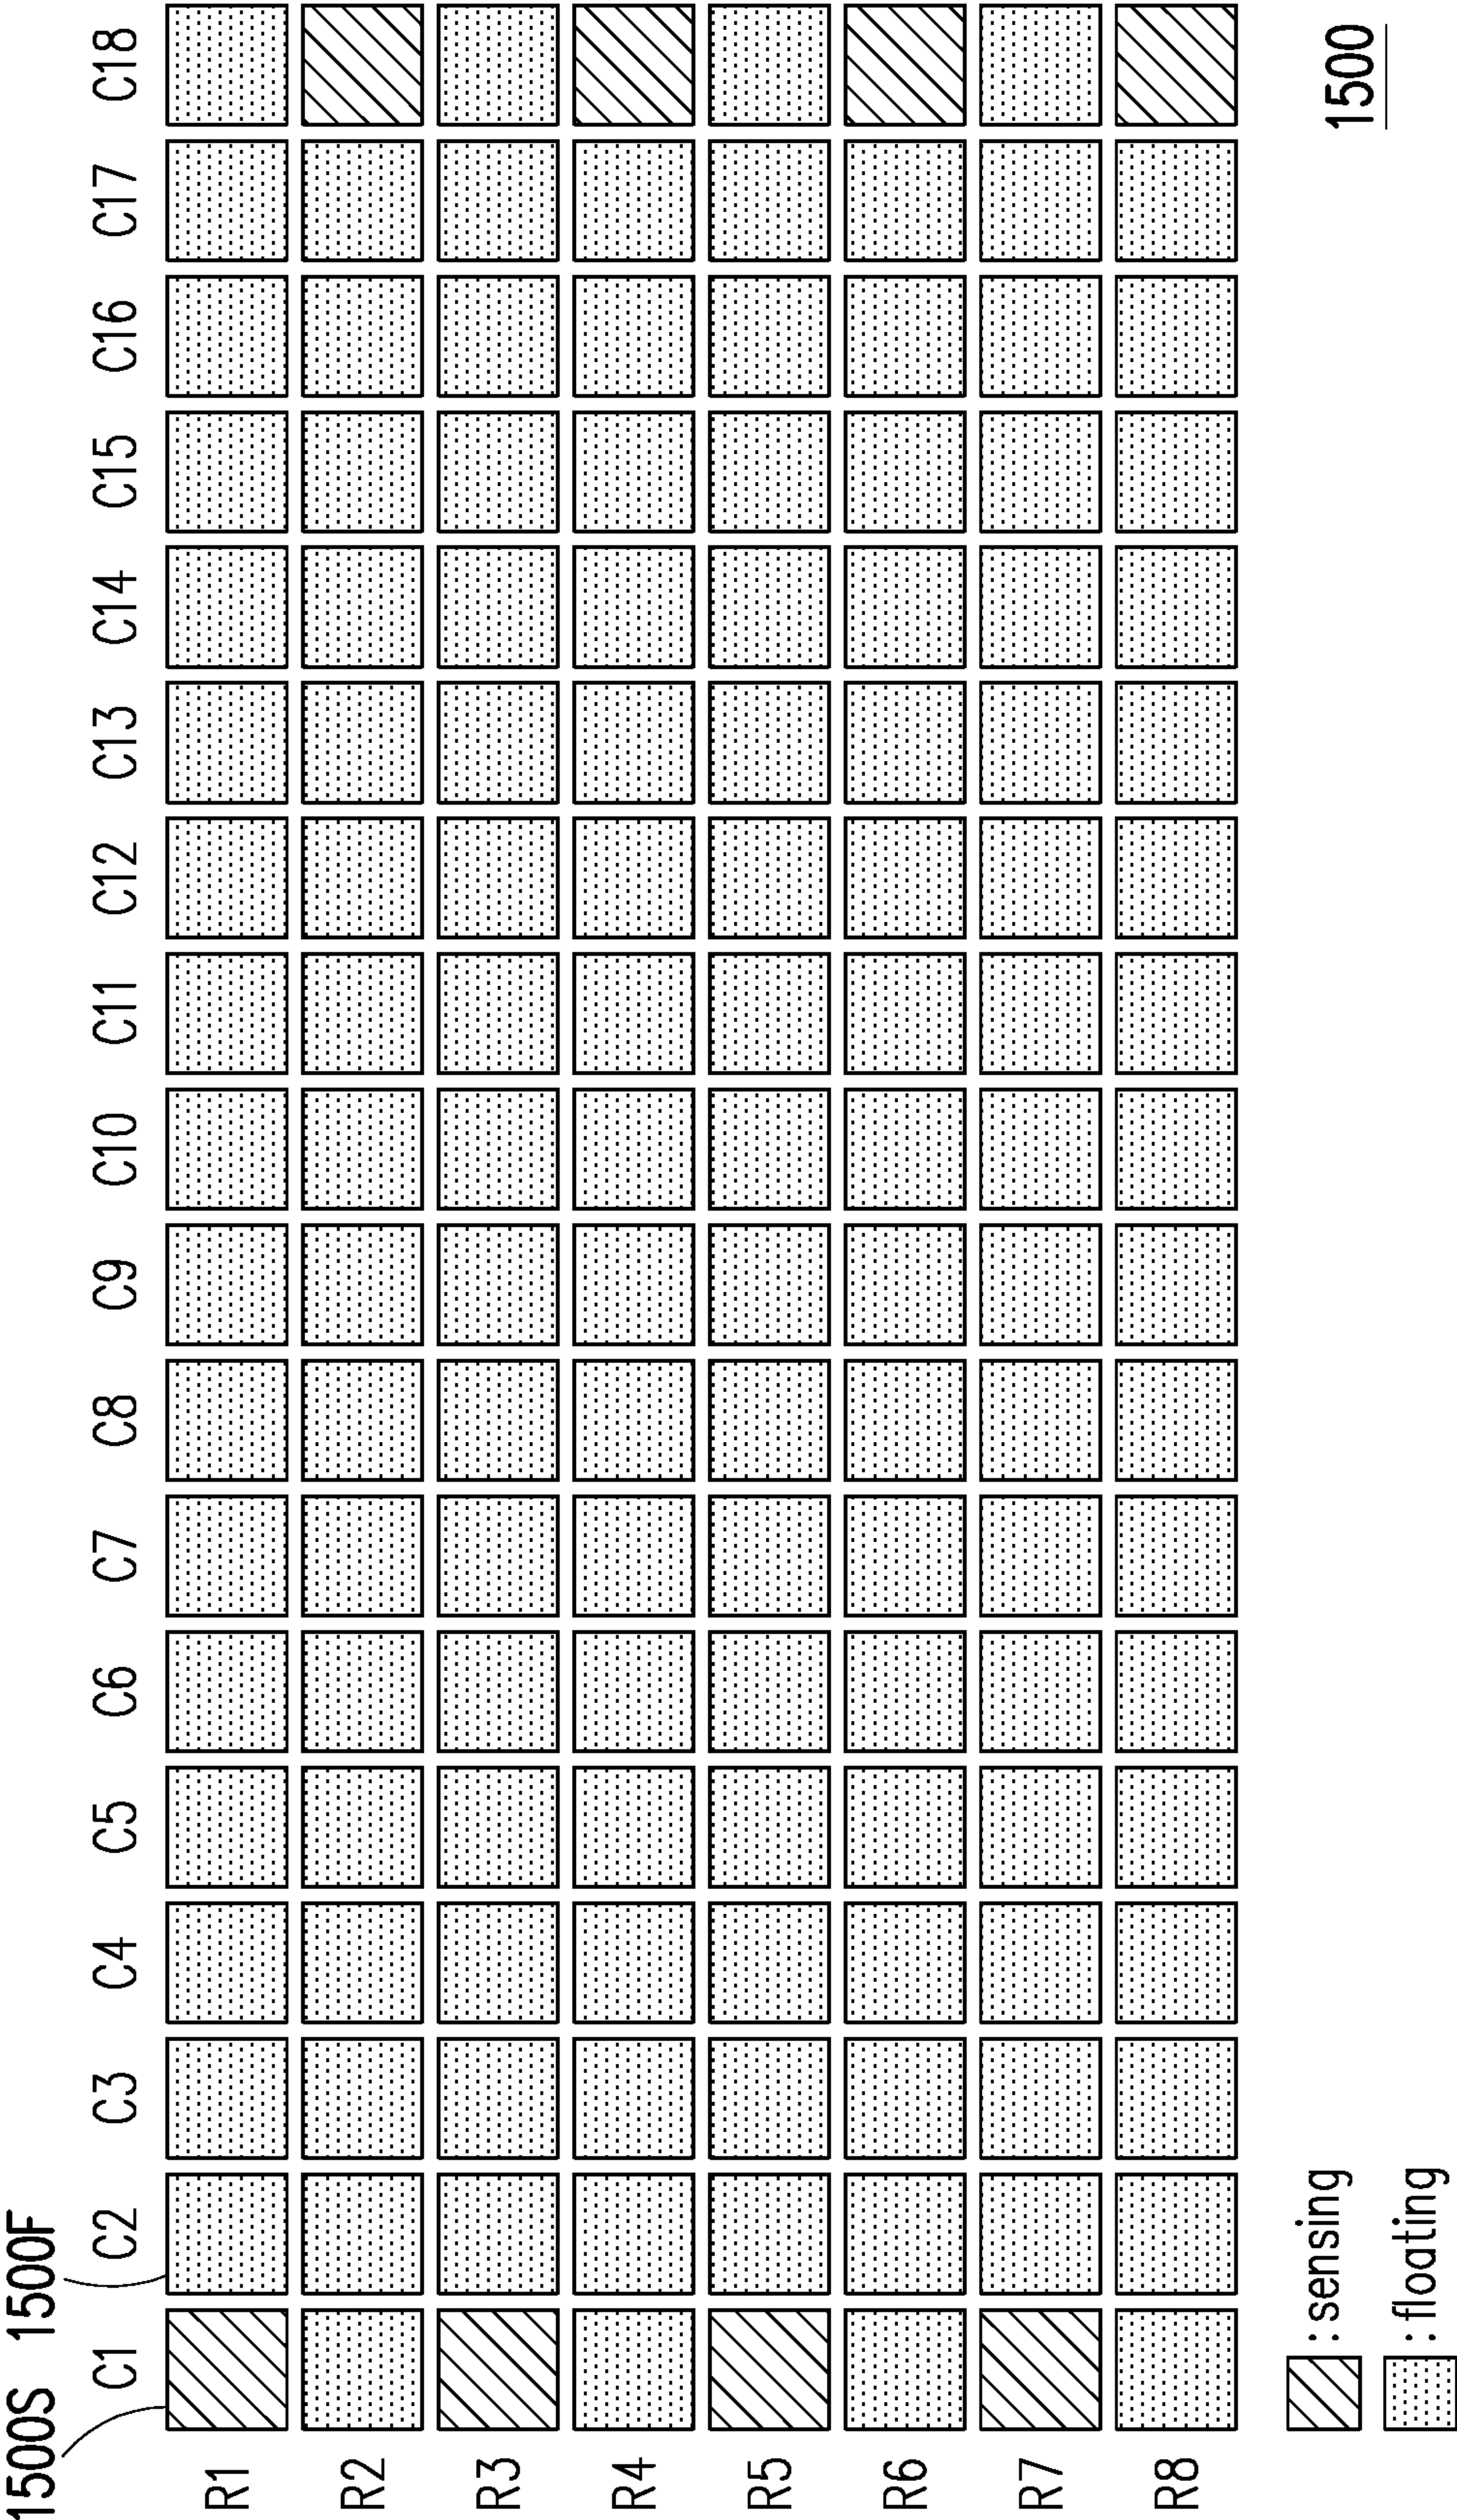 1500S 1500F
C1 C2 C3 C4 C5 C6 C7 C8 C9 C10 C11 C12 C13 C14 C15 C16 C17 C18
R1
R2
R3
R4
R5
R6
R7
R8
: sensing
: floating
1500